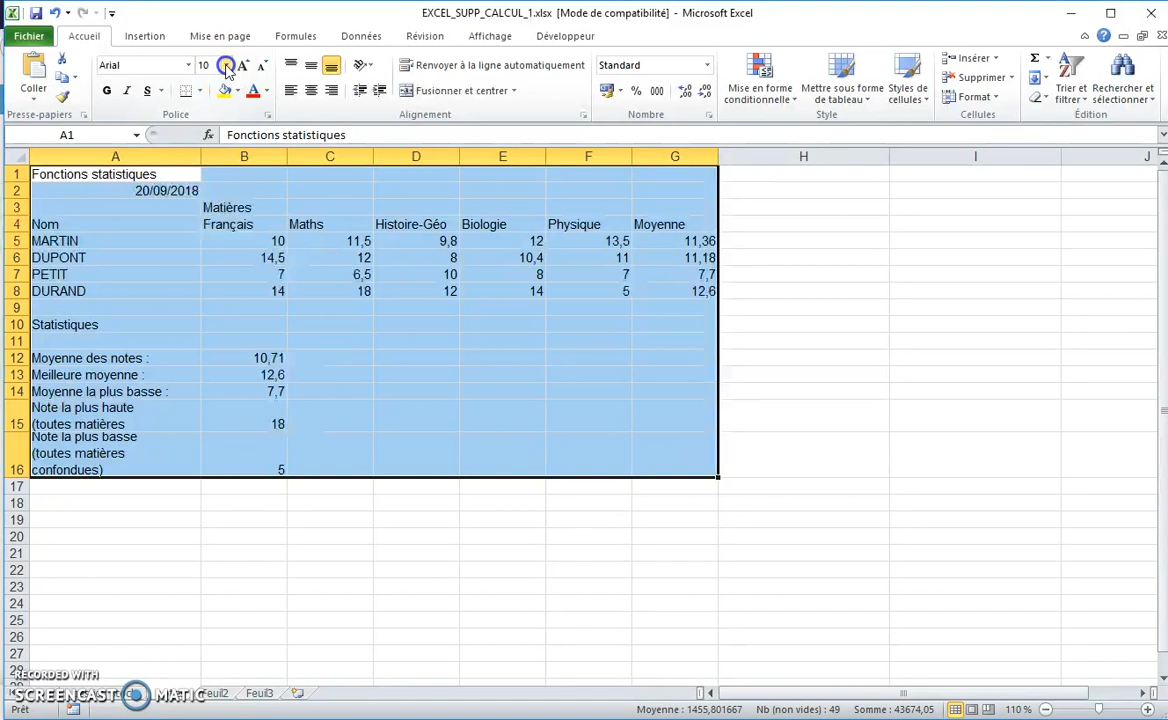 EXCEL_SUPP_CALCUL_1.xlsx [Mode de compatibilité] - Microsoft Excel
Fichier Accueil Insertion Mise en page Formules Données Révision Affichage Développeur
Coller
Arial 10
G I S
Renvoyer à la ligne automatiquement
Fusionner et centrer
Standard
% 000
Mise en forme conditionnelle
Mettre sous forme de tableau
Styles de cellules
Insérer
Supprimer
Format
Trier et filtrer
Rechercher et sélectionner
Presse-papiers Police Alignement Nombre Style Cellules Édition
A1 fx Fonctions statistiques
A B C D E F G H I J
1 Fonctions statistiques
2 20/09/2018
3 Matières
4 Nom Français Maths Histoire-Géo Biologie Physique Moyenne
5 MARTIN 10 11,5 9,8 12 13,5 11,36
6 DUPONT 14,5 12 8 10,4 11 11,18
7 PETIT 7 6,5 10 8 7 7,7
8 DURAND 14 18 12 14 5 12,6
9
10 Statistiques
11
12 Moyenne des notes : 10,71
13 Meilleure moyenne : 12,6
14 Moyenne la plus basse : 7,7
Note la plus haute
15 (toutes matières 18
Note la plus basse
(toutes matières
16 confondues) 5
17
18
19
20
21
22
23
24
25
26
27
28
RECORDED WITH
SCREENCAST MATIC
Feuil2 Feuil3
Prêt Moyenne : 1455,801667 Nb (non vides) : 49 Somme : 43674,05 110 %